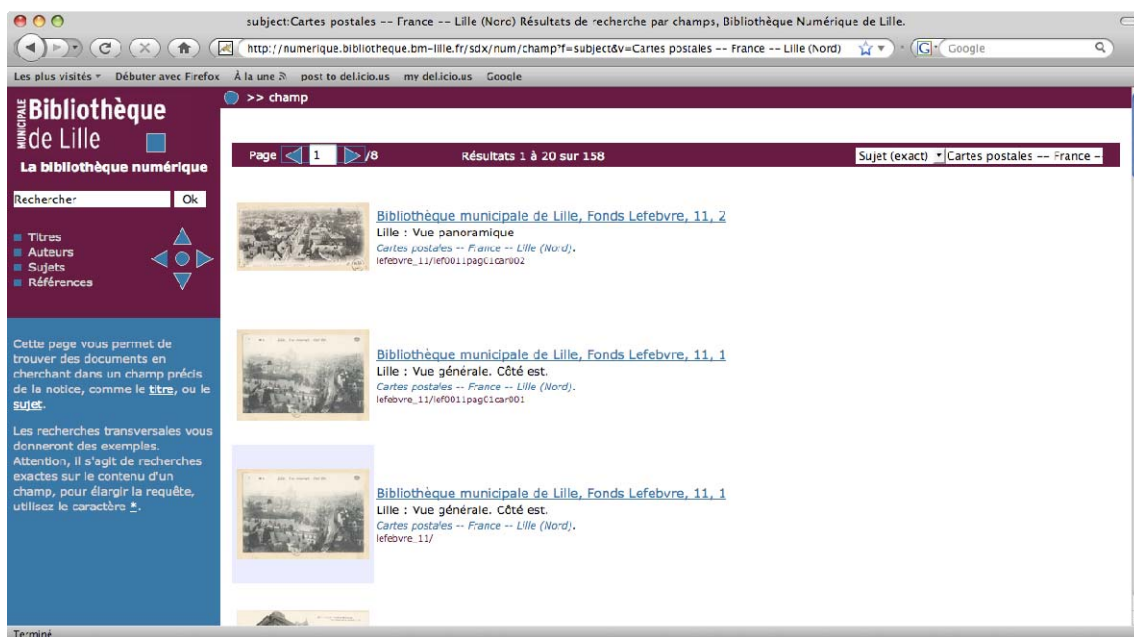 subject:Cartes postales -- France -- Lille (Nord) Résultats de recherche par champs, Bibliothèque Numérique de Lille.
http://numerique.bibliotheque.bm-lille.fr/sdx/num/champ?f=subject&v=Cartes postales -- France -- Lille (Nord)
Google
Les plus visités Débuter avec Firefox À la une post to del.icio.us my del.icio.us Google
MUNICIPALE
Bibliothèque
de Lille
La bibliothèque numérique
Rechercher Ok
Titres
Auteurs
Sujets
Références
Cette page vous permet de
trouver des documents en
cherchant dans un champ précis
de la notice, comme le titre, ou le
sujet.
Les recherches transversales vous
donneront des exemples.
Attention, il s'agit de recherches
exactes sur le contenu d'un
champ, pour élargir la requête,
utilisez le caractère *.
>> champ
Page 1 /8 Résultats 1 à 20 sur 158 Sujet (exact) Cartes postales -- France -
Bibliothèque municipale de Lille, Fonds Lefebvre, 11, 2
Lille : Vue panoramique
Cartes postales -- France -- Lille (Nord).
lefebvre_11/lef0011pag01car002
Bibliothèque municipale de Lille, Fonds Lefebvre, 11, 1
Lille : Vue générale. Côté est.
Cartes postales -- France -- Lille (Nord).
lefebvre_11/lef0011pag01car001
Bibliothèque municipale de Lille, Fonds Lefebvre, 11, 1
Lille : Vue générale. Côté est.
Cartes postales -- France -- Lille (Nord).
lefebvre_11/
Terminé